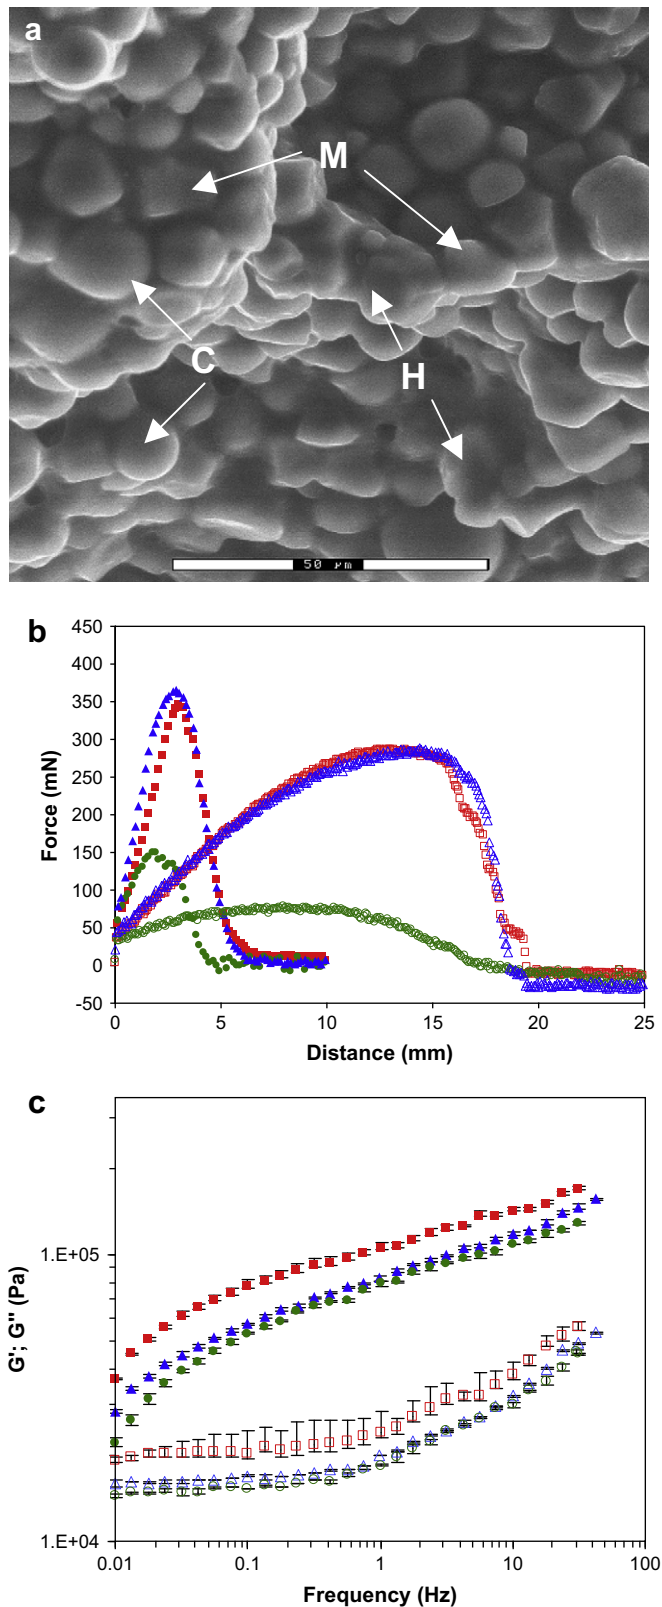 a
M
C
H
50 µm
b
450
400
350
300
250
200
150
100
50
0
-50
Force (mN)
0 5 10 15 20 25
Distance (mm)
c
1.E+05
1.E+04
G'; G'' (Pa)
0.01 0.1 1 10 100
Frequency (Hz)